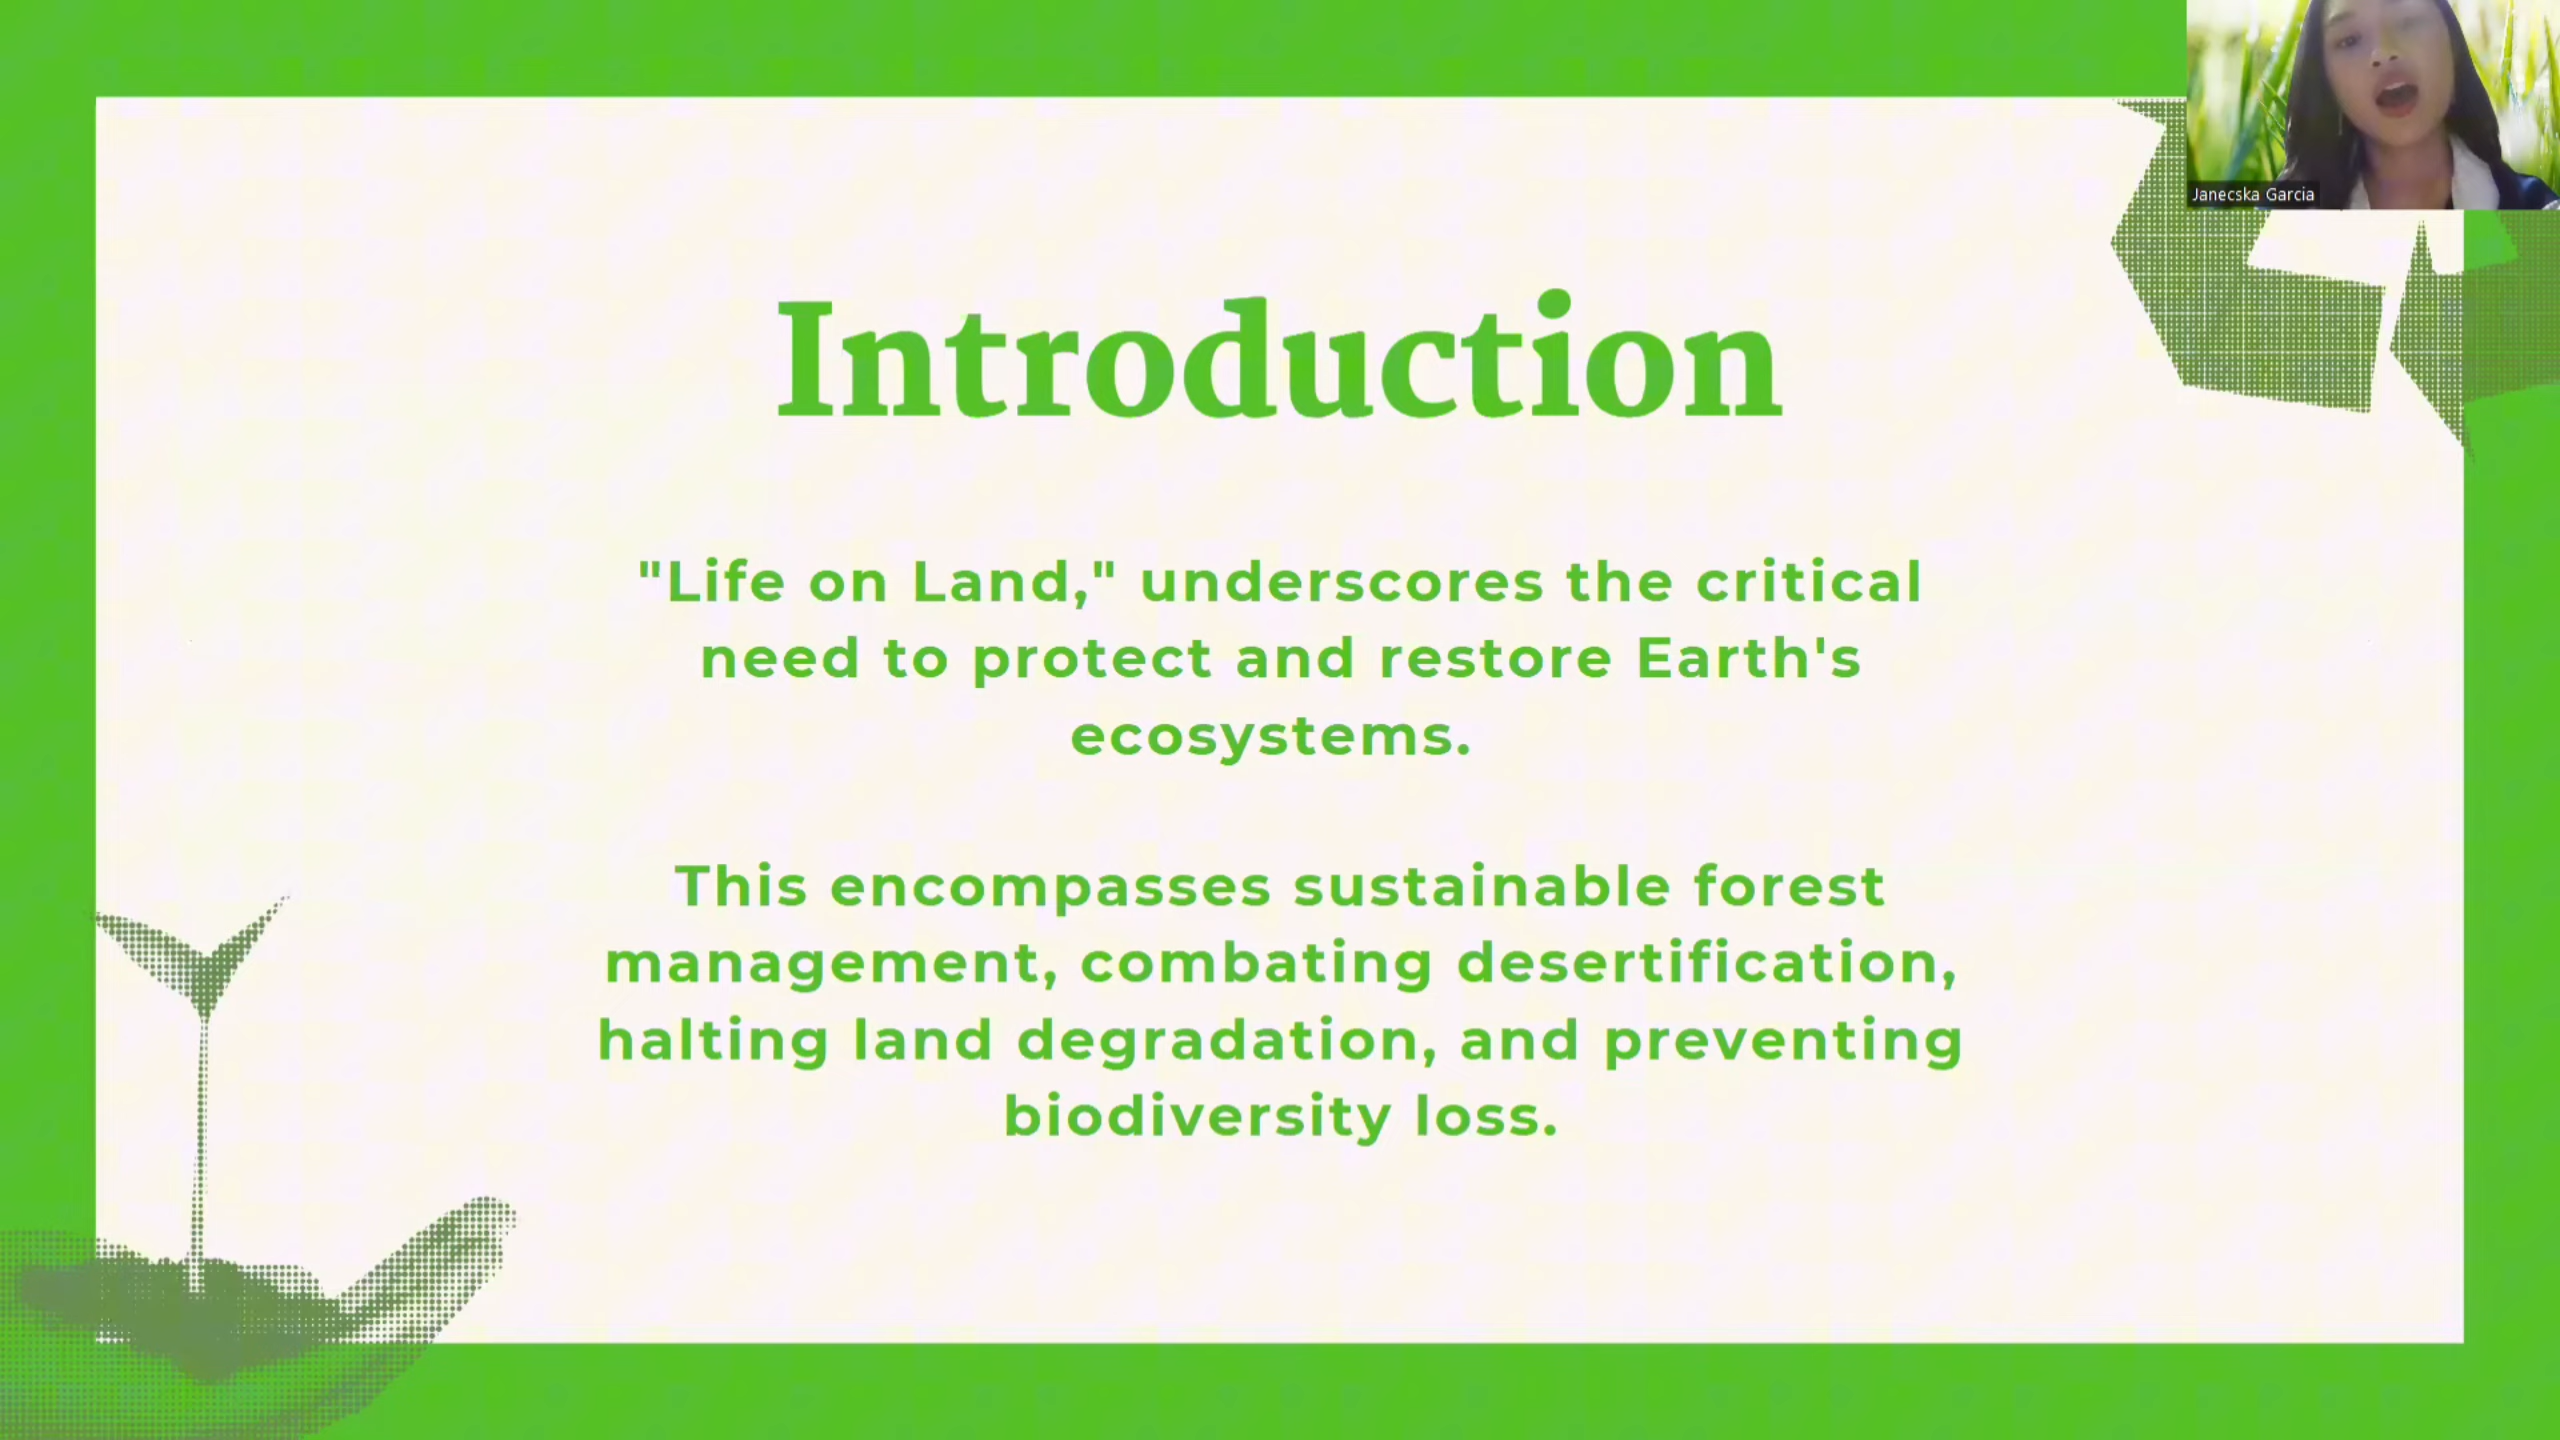 Janecska Garcia
Introduction
"Life on Land," underscores the critical
need to protect and restore Earth's
ecosystems.
This encompasses sustainable forest
management, combating desertification,
halting land degradation, and preventing
biodiversity loss.